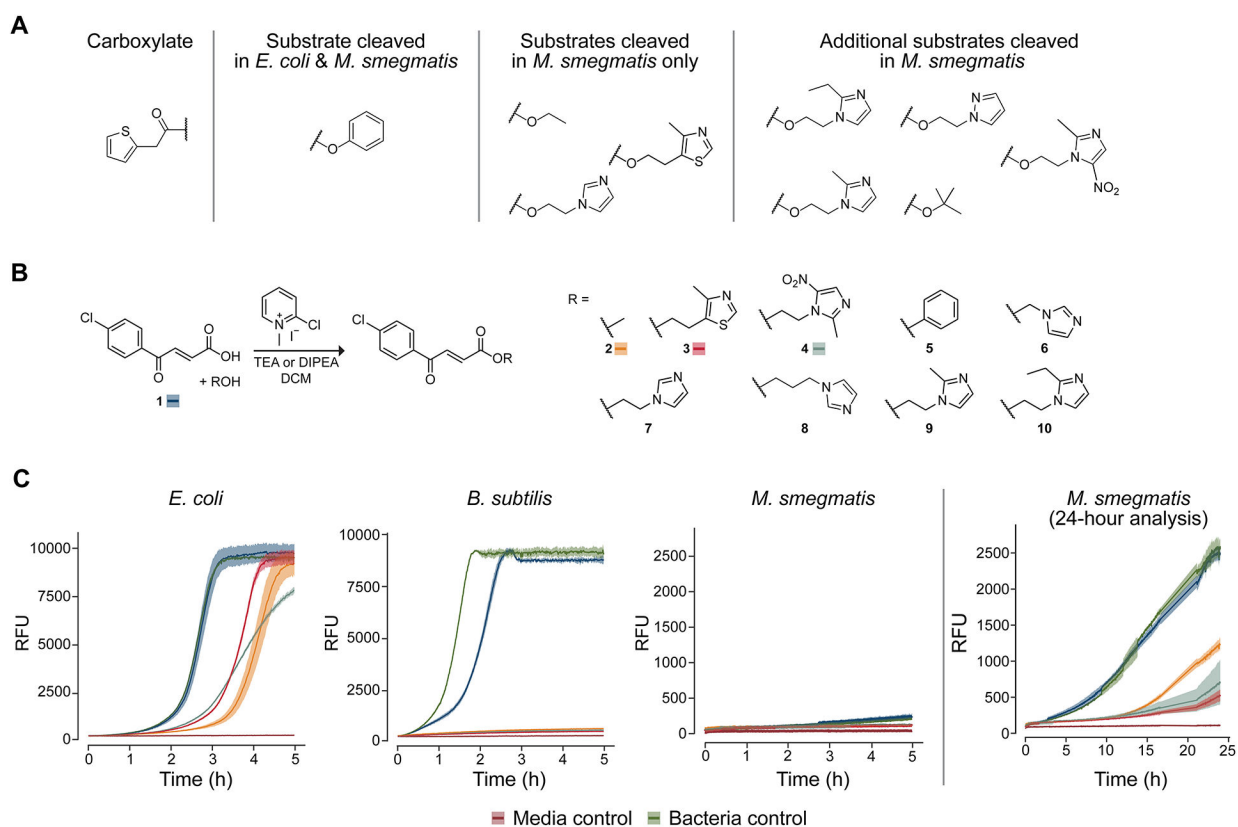 A
Carboxylate
Substrate cleaved
in E. coli & M. smegmatis
Substrates cleaved
in M. smegmatis only
Additional substrates cleaved
in M. smegmatis
S
O
O
O
N
S
O
O
N
N
O
N
N
O
N
N
O
N
N
NO2
O
N
N
O
B
Cl
O
OH
O
+ ROH
1
N+
Cl
I−
TEA or DIPEA
DCM
Cl
O
OR
O
R =
2
N
S
3
O2N
N
N
4
5
N
N
6
N
N
7
N
N
8
N
N
9
N
N
10
C
E. coli
B. subtilis
M. smegmatis
M. smegmatis
(24-hour analysis)
RFU
10000
7500
5000
2500
0
0 1 2 3 4 5
Time (h)
RFU
10000
7500
5000
2500
0
0 1 2 3 4 5
Time (h)
RFU
2500
2000
1500
1000
500
0
0 1 2 3 4 5
Time (h)
RFU
2500
2000
1500
1000
500
0
0 5 10 15 20 25
Time (h)
Media control
Bacteria control